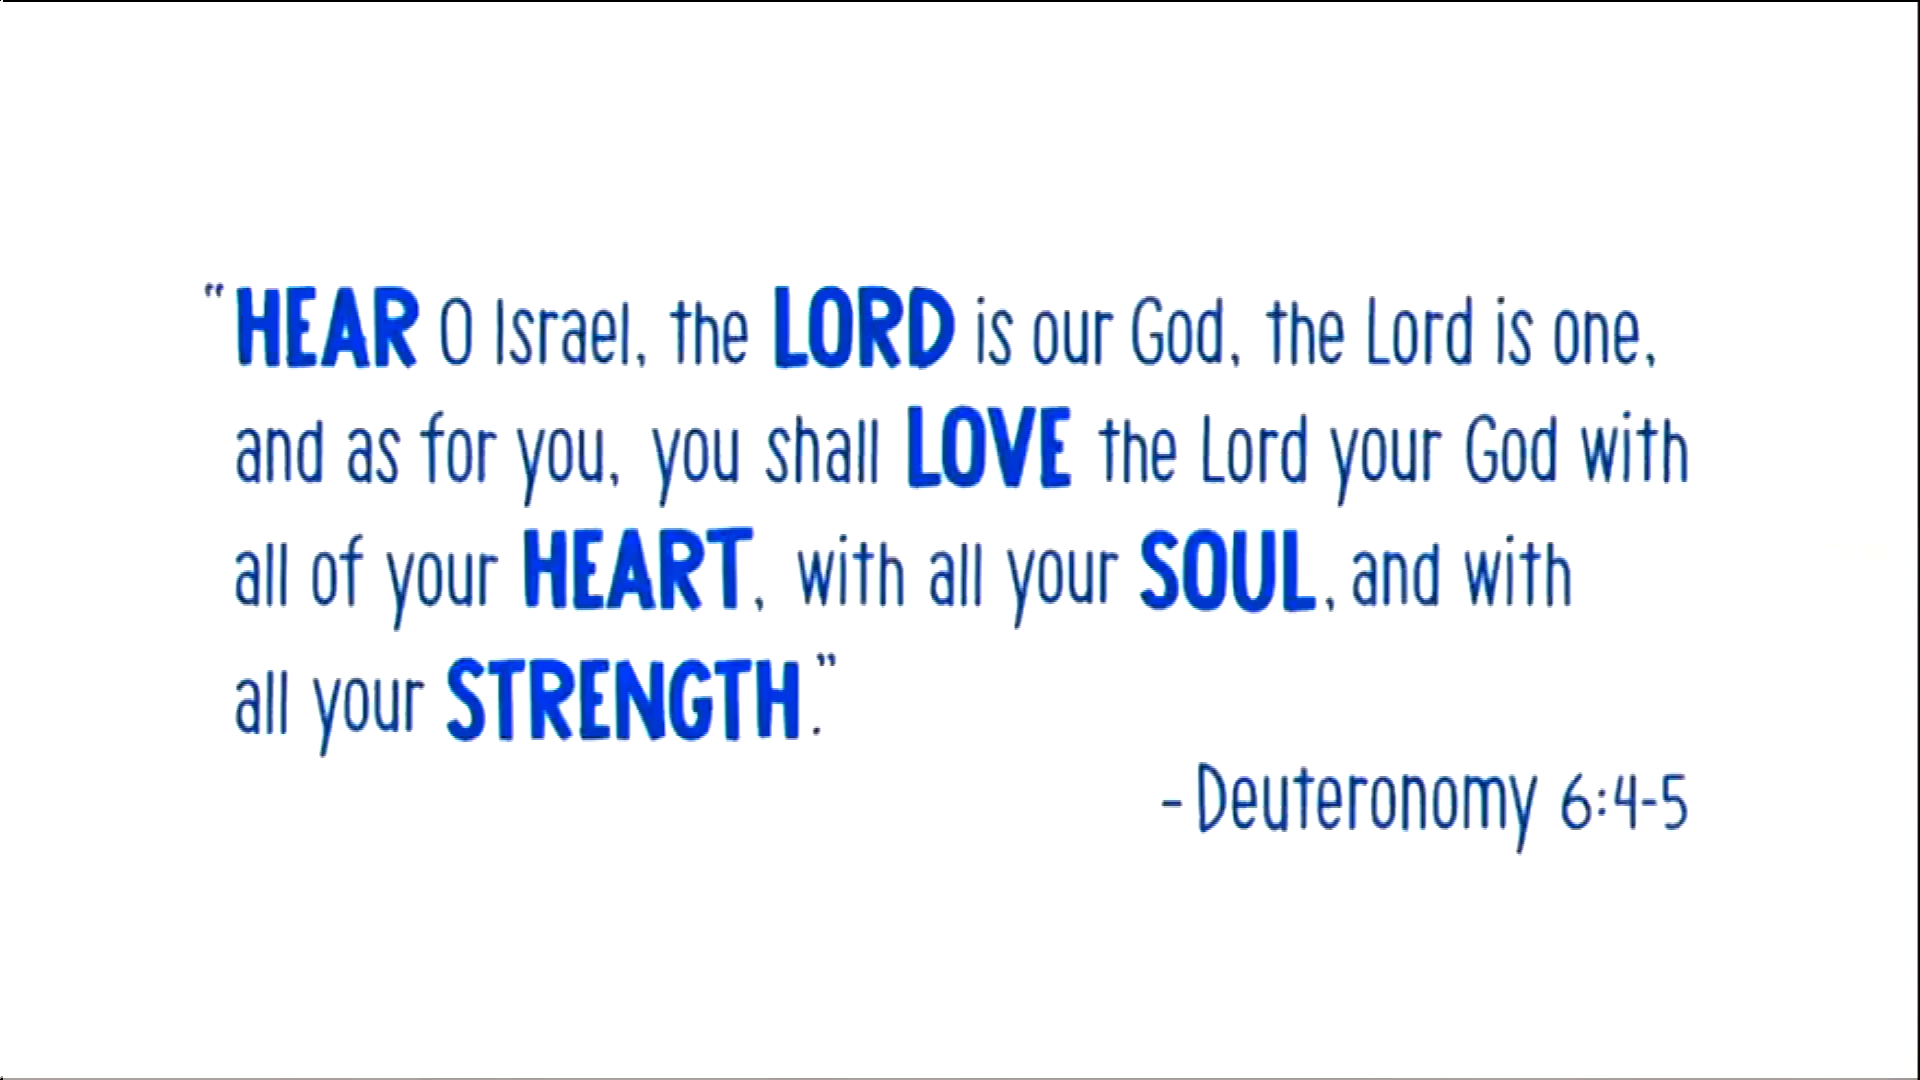 “HEAR O Israel, the LORD is our God, the Lord is one,
and as for you, you shall LOVE the Lord your God with
all of your HEART, with all your SOUL, and with
all your STRENGTH.”
- Deuteronomy 6:4-5